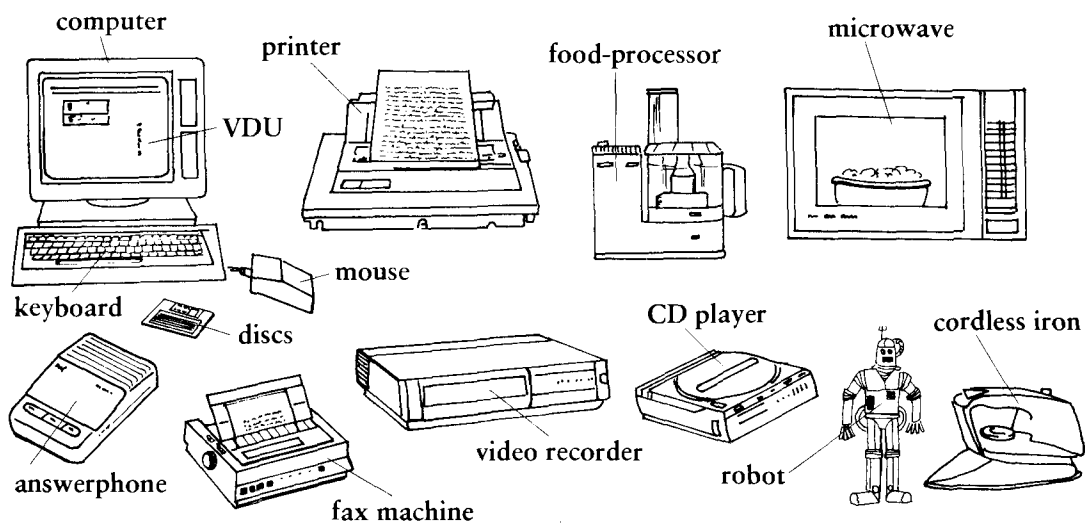 computer
printer
food-processor
microwave
VDU
mouse
keyboard
discs
CD player
cordless iron
answerphone
fax machine
video recorder
robot